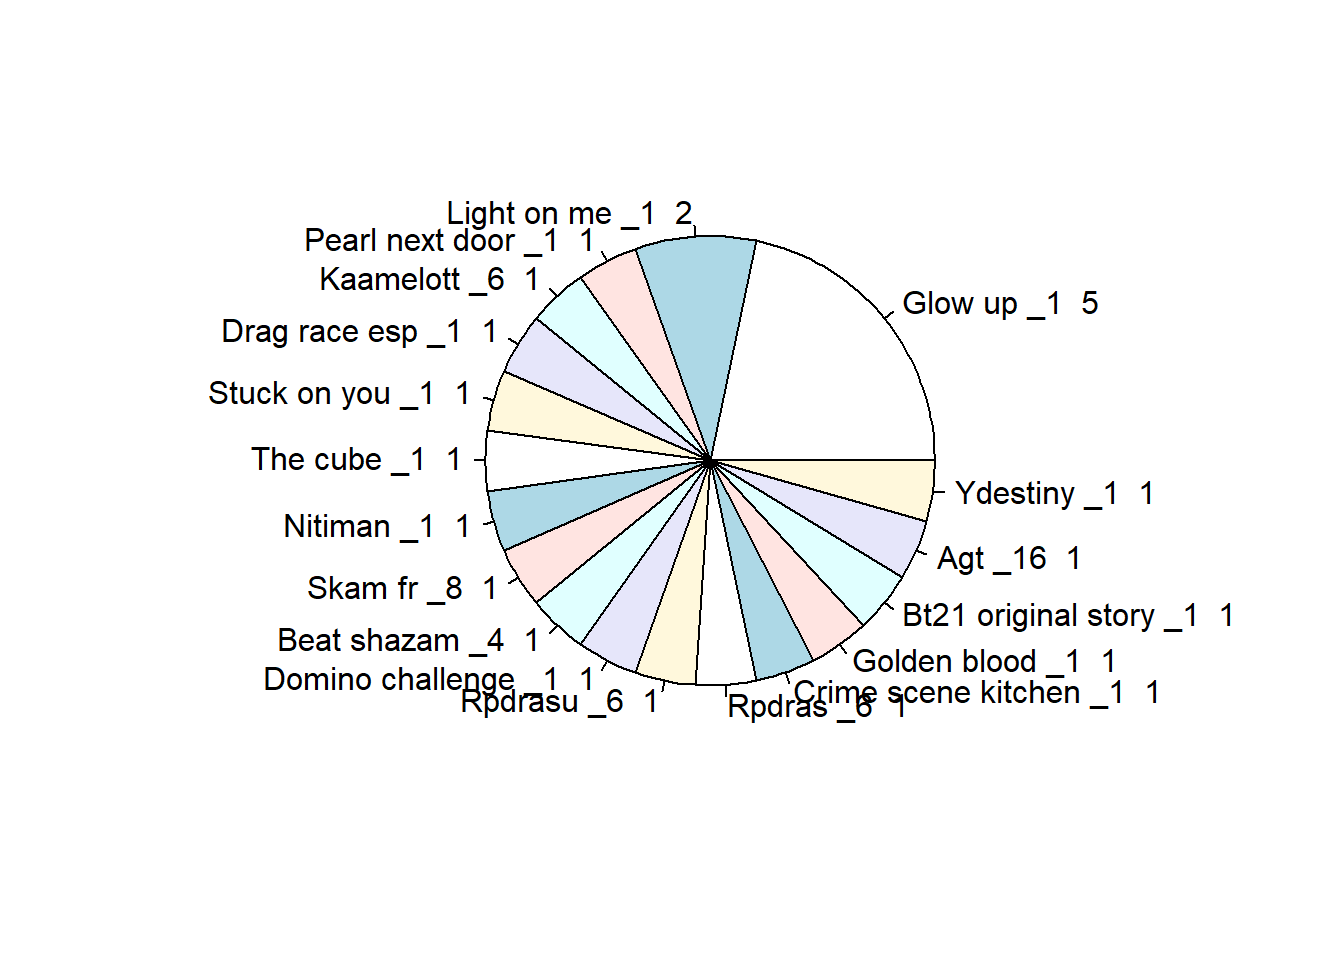 Light on me _1  2
Pearl next door _1  1
Kaamelott _6  1
Glow up _1  5
Drag race esp _1  1
Stuck on you _1  1
The cube _1  1
Ydestiny _1  1
Nitiman _1  1
Agt _16  1
Skam fr _8  1
Bt21 original story _1  1
Beat shazam _4  1
Golden blood _1  1
Domino challenge _1  1
Crime scene kitchen _1  1
Rpdrasu _6  1
Rpdras _6  1